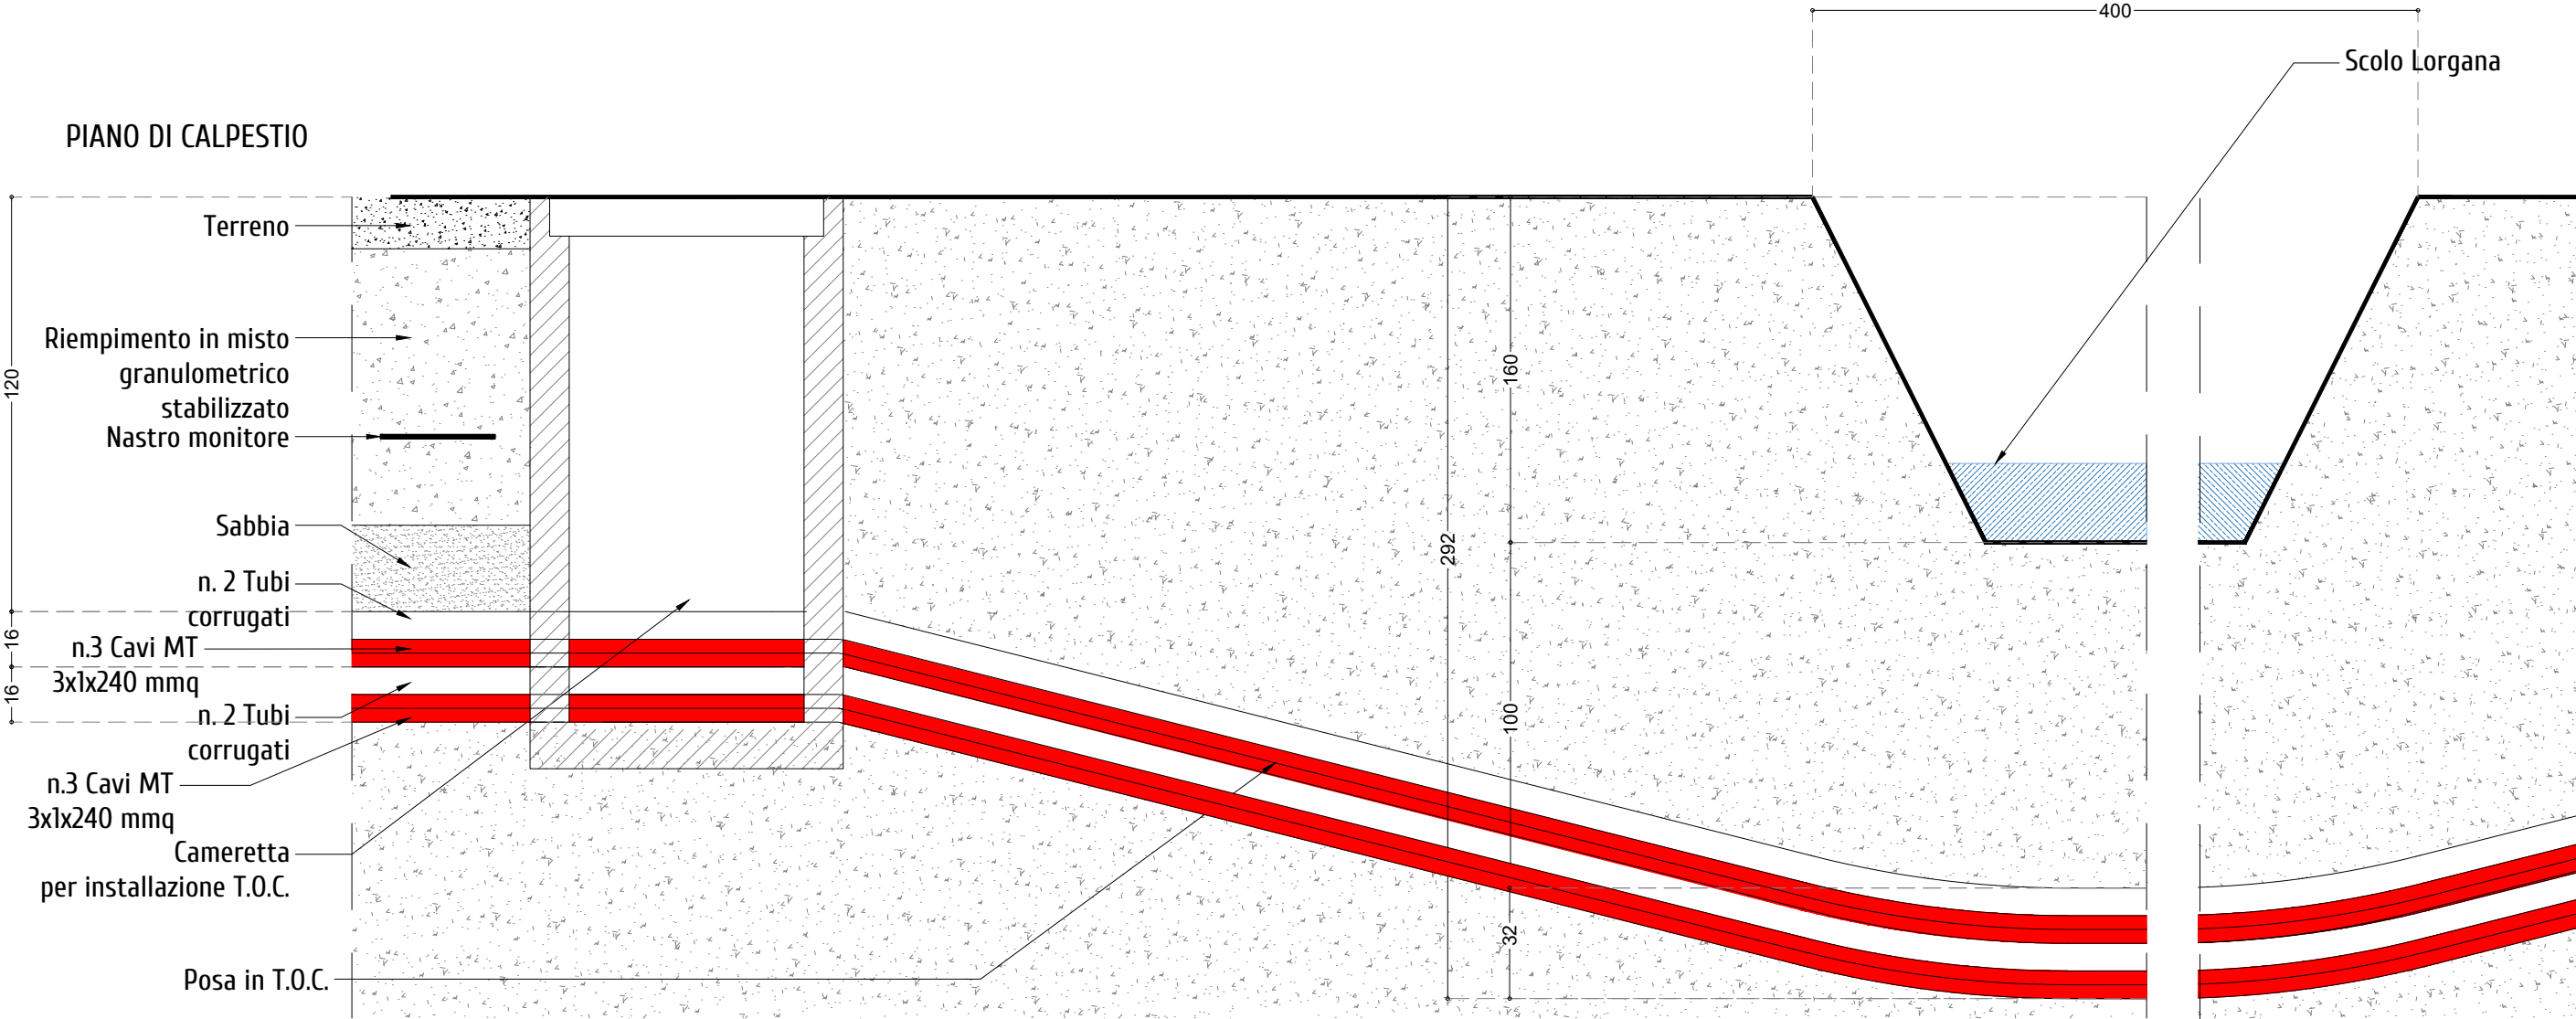 400
Scolo Lorgana
PIANO DI CALPESTIO
Terreno
Riempimento in misto
granulometrico
stabilizzato
Nastro monitore
Sabbia
n. 2 Tubi
corrugati
n.3 Cavi MT
3x1x240 mmq
n. 2 Tubi
corrugati
n.3 Cavi MT
3x1x240 mmq
Cameretta
per installazione T.O.C.
Posa in T.O.C.
120
16
16
292
160
100
32